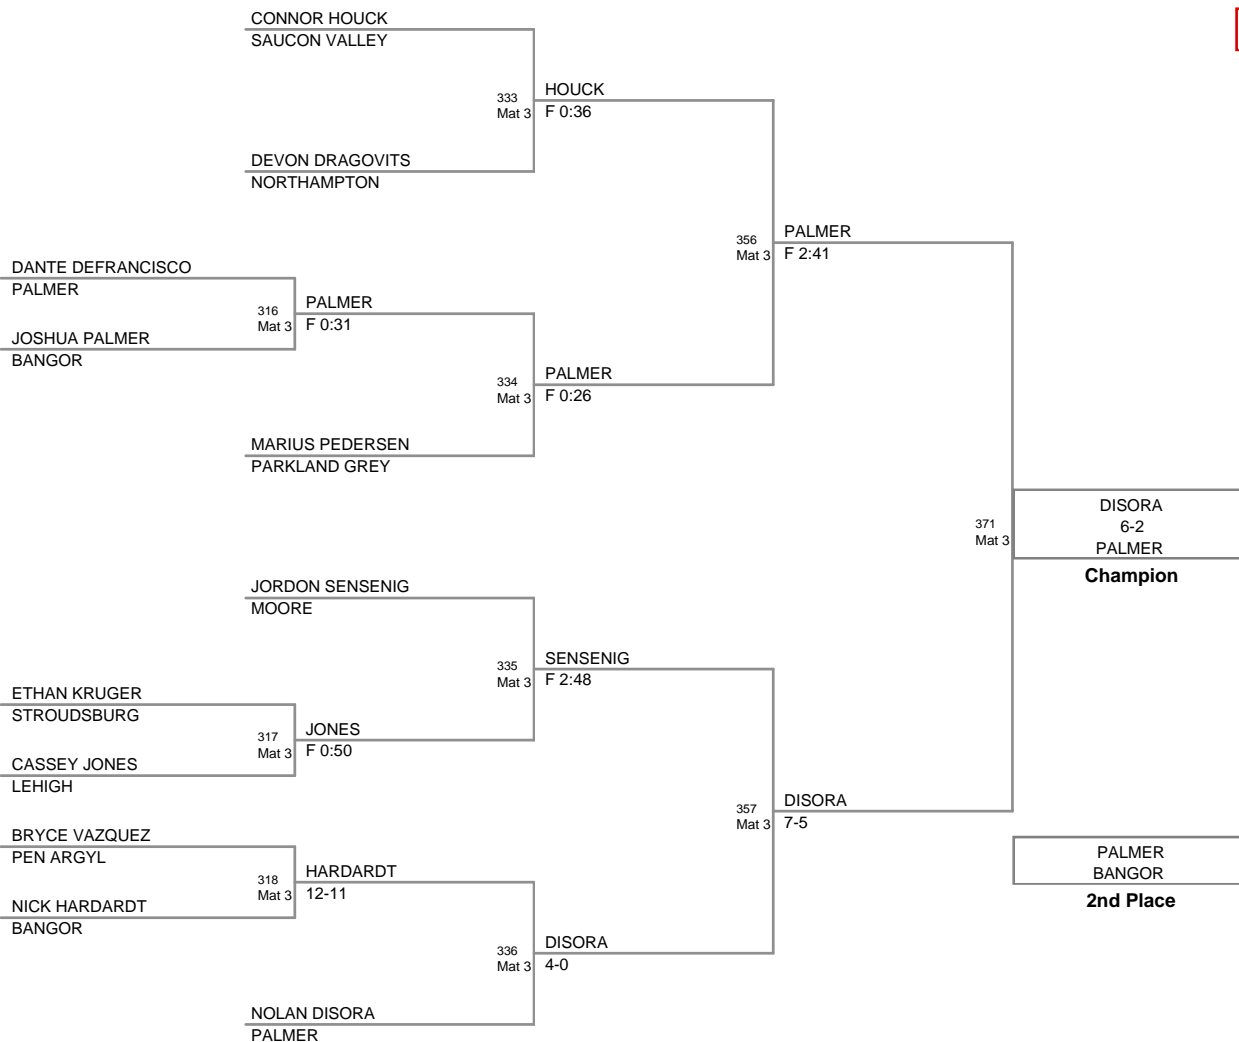 CONNOR HOUCK
SAUCON VALLEY
333
Mat 3
HOUCK
F 0:36
DEVON DRAGOVITS
NORTHAMPTON
356
Mat 3
PALMER
F 2:41
DANTE DEFRANCISCO
PALMER
316
Mat 3
PALMER
F 0:31
JOSHUA PALMER
BANGOR
334
Mat 3
PALMER
F 0:26
MARIUS PEDERSEN
PARKLAND GREY
371
Mat 3
DISORA
6-2
PALMER
Champion
JORDON SENSENIG
MOORE
335
Mat 3
SENSENIG
F 2:48
ETHAN KRUGER
STROUDSBURG
317
Mat 3
JONES
F 0:50
CASSEY JONES
LEHIGH
357
Mat 3
DISORA
7-5
BRYCE VAZQUEZ
PEN ARGYL
318
Mat 3
HARDARDT
12-11
NICK HARDARDT
BANGOR
PALMER
BANGOR
2nd Place
336
Mat 3
DISORA
4-0
NOLAN DISORA
PALMER